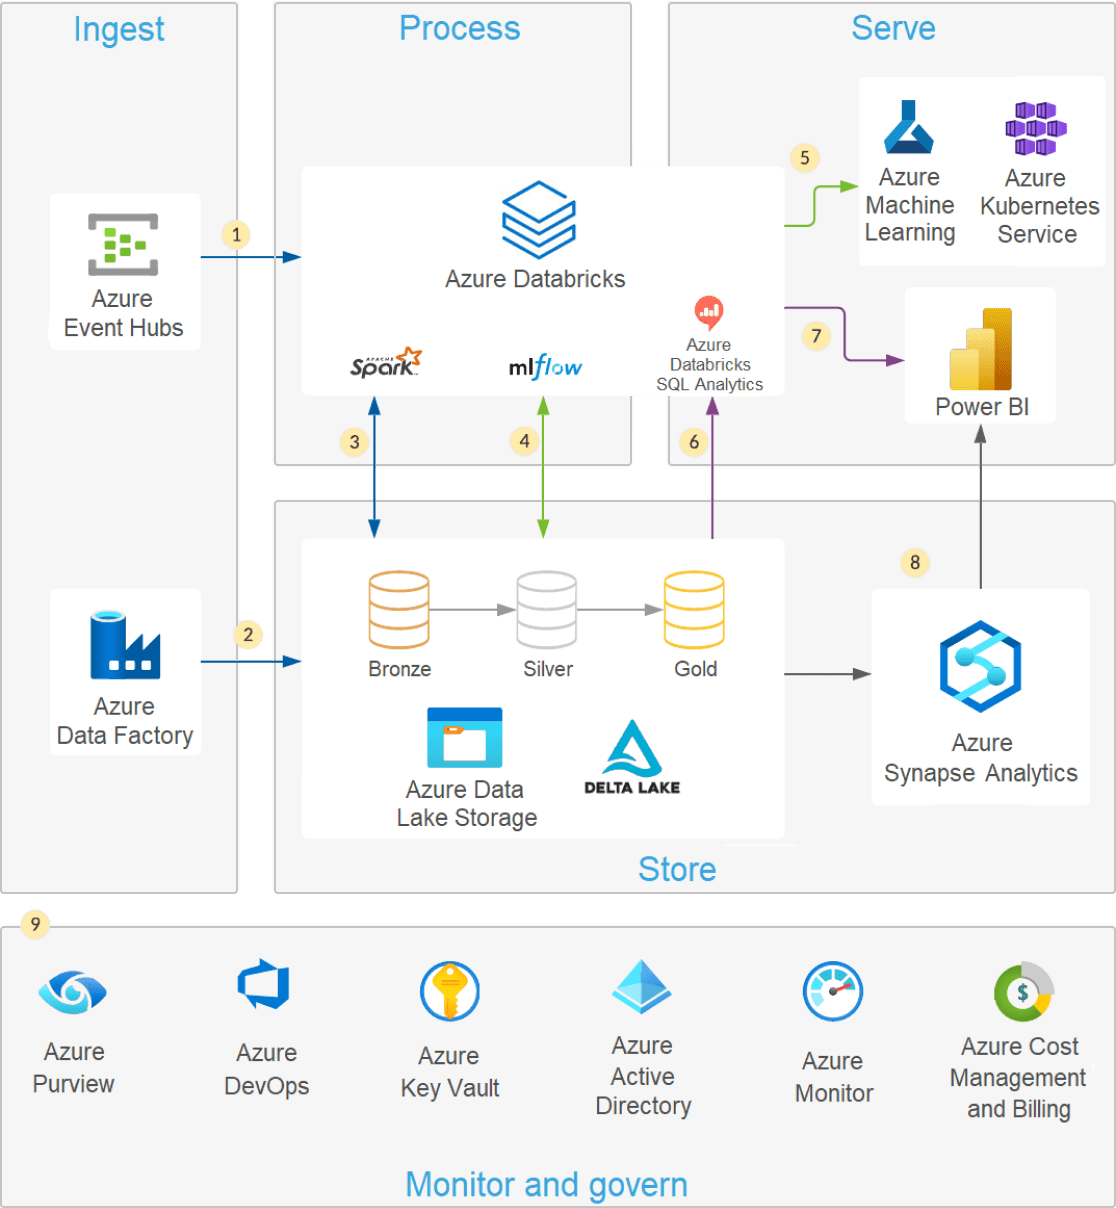 Ingest
Process
Serve
5
Azure
Machine
Learning
Azure
Kubernetes
Service
1
Azure
Event Hubs
Azure Databricks
APACHE
Spark™
mlflow
Azure
Databricks
SQL Analytics
7
Power BI
3
4
6
8
2
Azure
Data Factory
Bronze
Silver
Gold
Azure Data
Lake Storage
DELTA LAKE
Azure
Synapse Analytics
Store
9
Azure
Purview
Azure
DevOps
Azure
Key Vault
Azure
Active
Directory
Azure
Monitor
$
Azure Cost
Management
and Billing
Monitor and govern